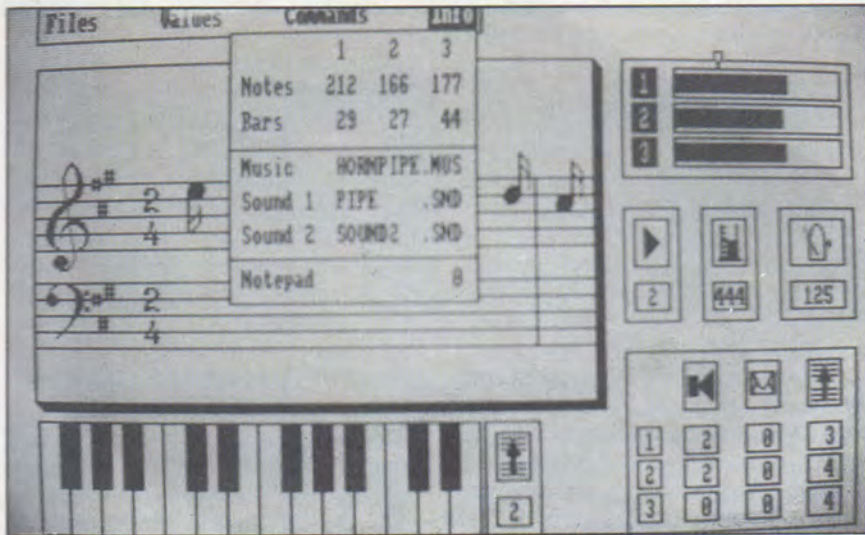 Files Values Commands Info
1 2 3
Notes 212 166 177
Bars 29 27 44
Music HORNPIPE.MUS
Sound 1 PIPE .SND
Sound 2 SOUND2 .SND
Notepad 0
1
2
3
2 4
2 4
2 444 125
1 2 0 3
2 2 0 4
3 0 0 4
2